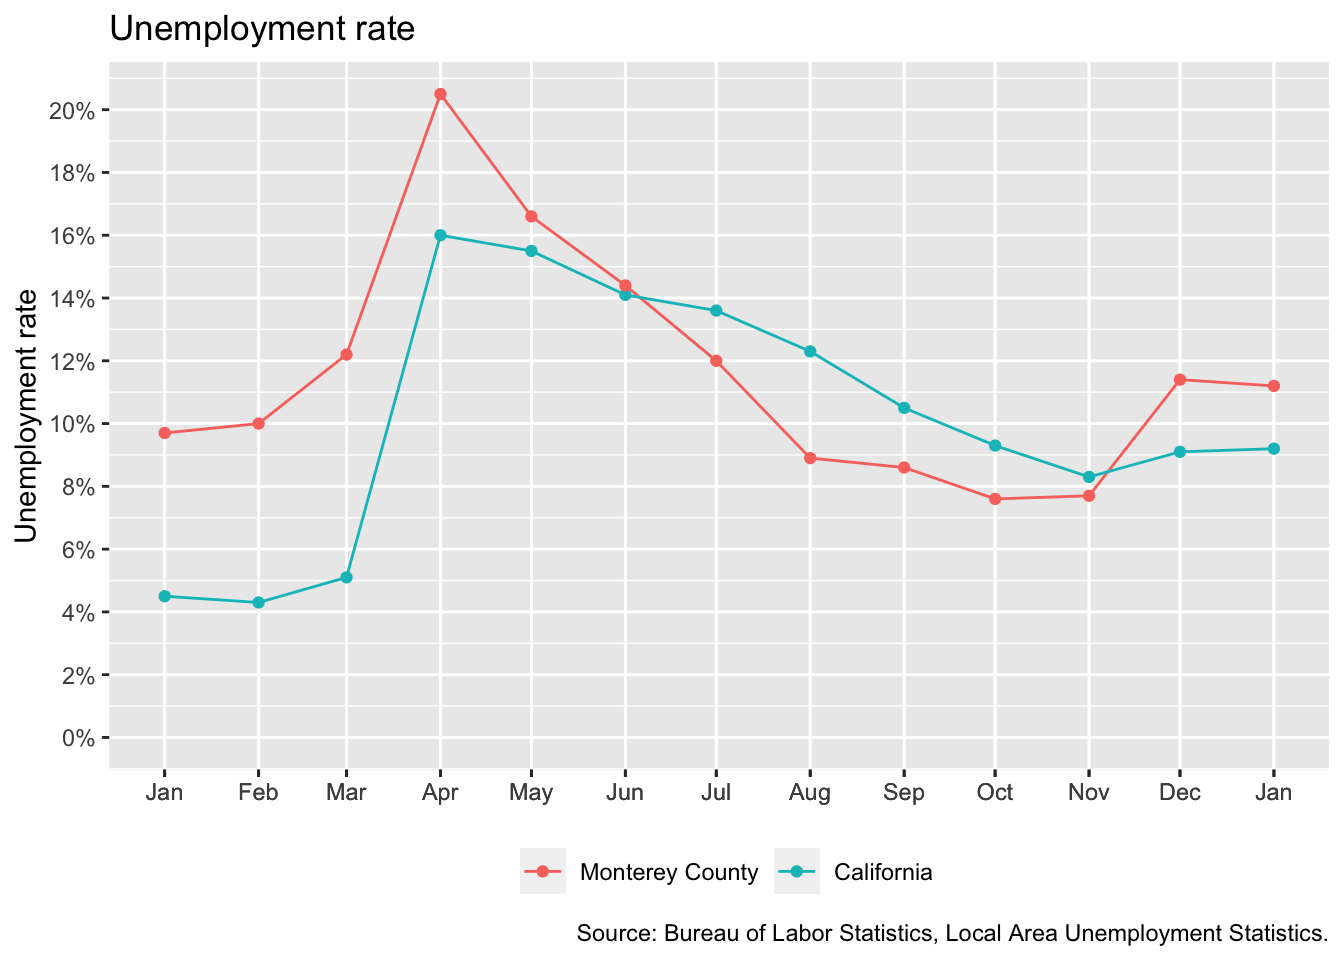 Unemployment rate
Unemployment rate
20%
18%
16%
14%
12%
10%
8%
6%
4%
2%
0%
Jan Feb Mar Apr May Jun Jul Aug Sep Oct Nov Dec Jan
Monterey County California
Source: Bureau of Labor Statistics, Local Area Unemployment Statistics.